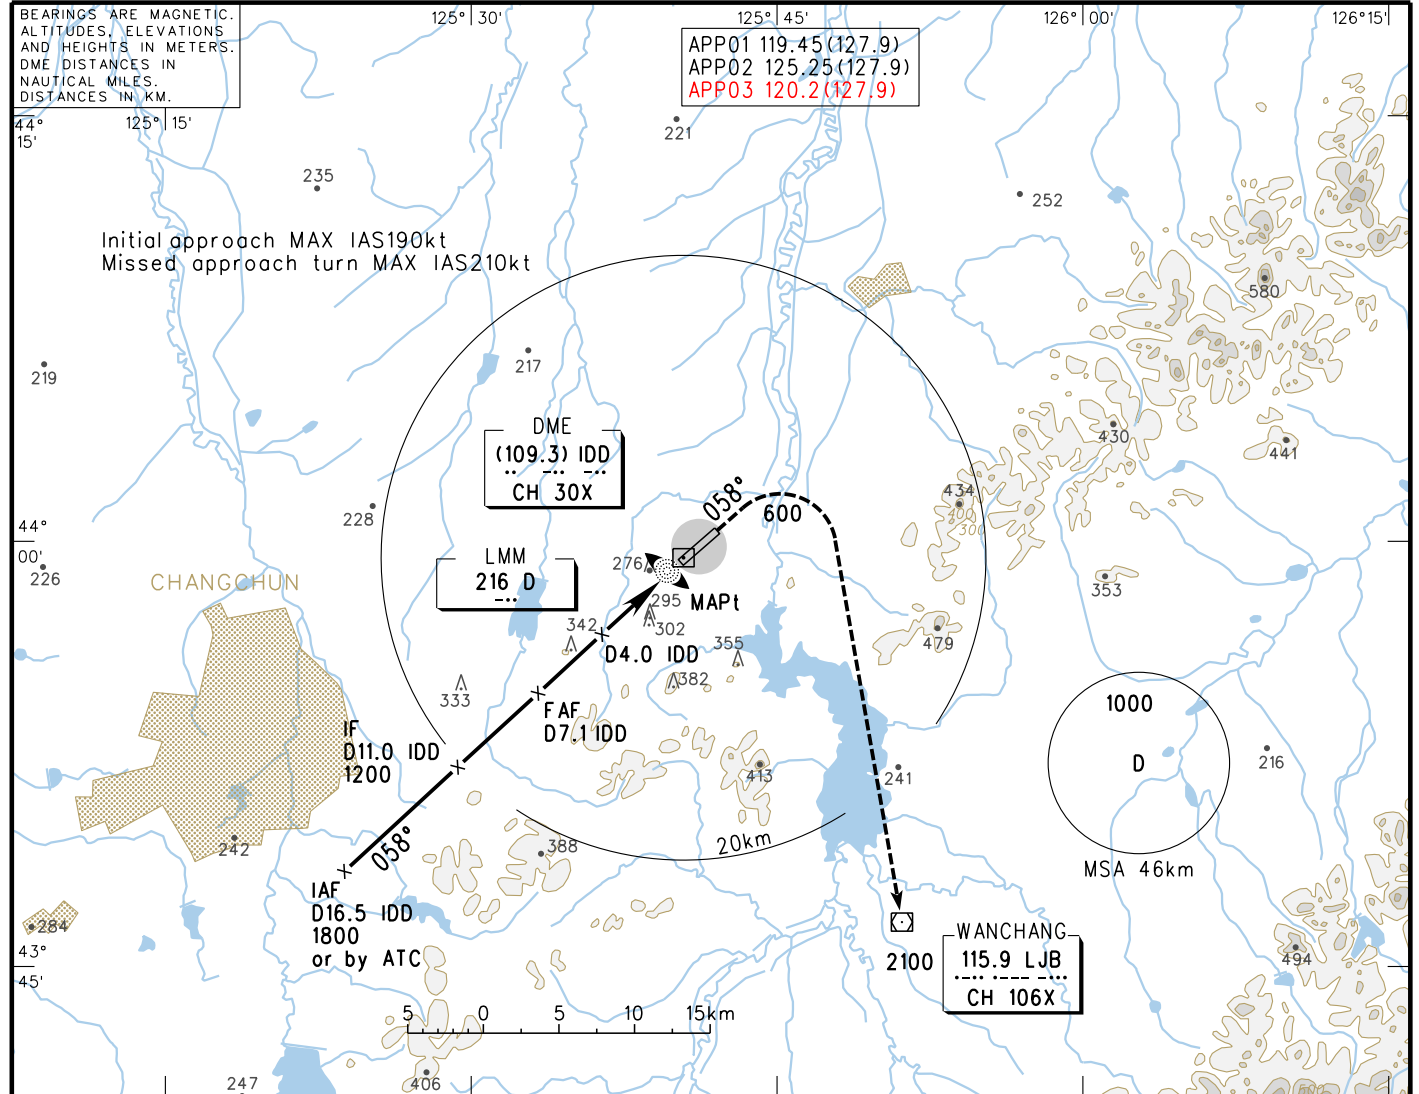 BEARINGS ARE MAGNETIC.
ALTITUDES, ELEVATIONS
AND HEIGHTS IN METERS.
DME DISTANCES IN
NAUTICAL MILES.
DISTANCES IN KM.
125° 30'
125° 45'
126° 00'
126° 15'
APP01 119.45(127.9)
APP02 125.25(127.9)
APP03 120.2(127.9)
44°
15'
125° 15'
221
235
252
Initial approach MAX IAS190kt
Missed approach turn MAX IAS210kt
580
217
219
DME
(109.3) IDD
CH 30X
430
441
434
400
300
058°
600
228
44°
00'
226
CHANGCHUN
LMM
216 D
276
295
MAPt
302
342
355
353
479
D4.0 IDD
382
333
FAF
D7.1 IDD
IF
D11.0 IDD
1200
1000
D
413
241
216
242
058°
388
20km
MSA 46km
IAF
D16.5 IDD
1800
or by ATC
284
43°
45'
2100
WANCHANG
115.9 LJB
CH 106X
494
5 0 5 10 15km
247
406